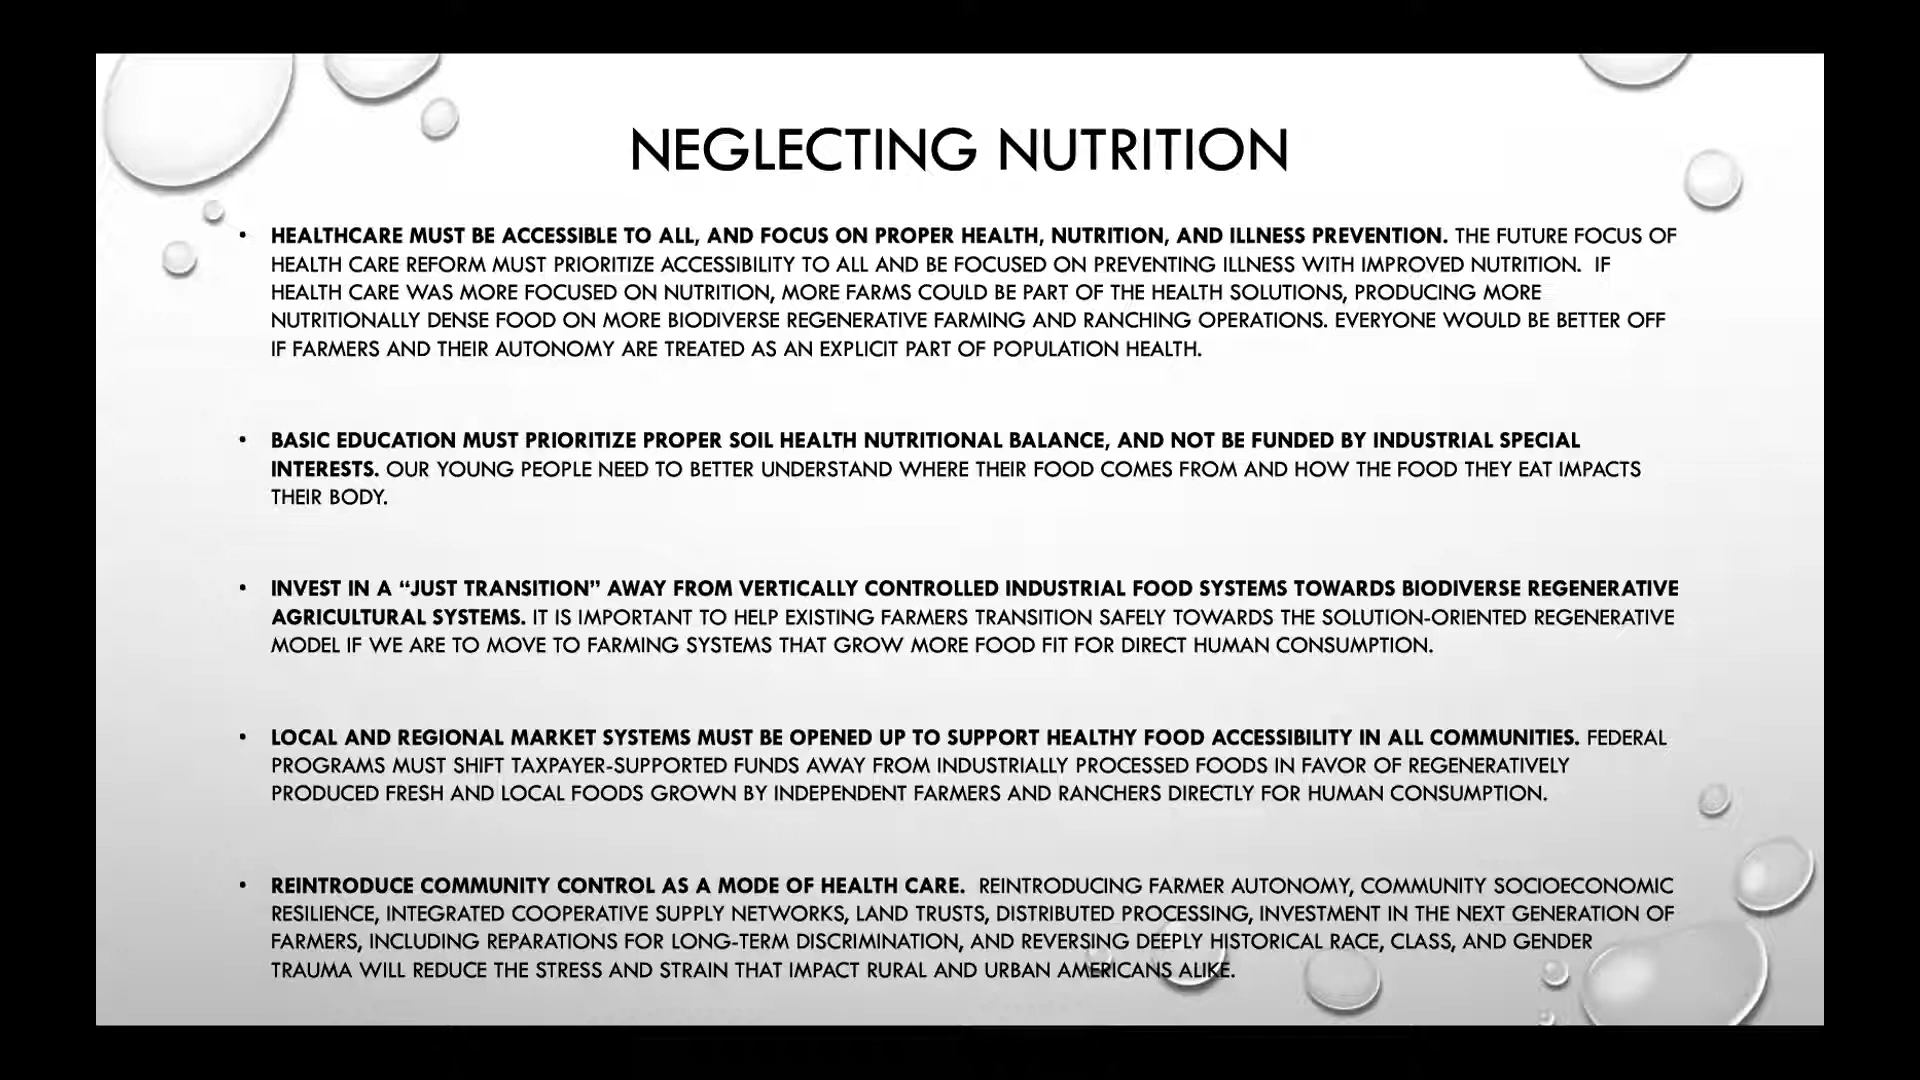 NEGLECTING NUTRITION
• HEALTHCARE MUST BE ACCESSIBLE TO ALL, AND FOCUS ON PROPER HEALTH, NUTRITION, AND ILLNESS PREVENTION. THE FUTURE FOCUS OF
HEALTH CARE REFORM MUST PRIORITIZE ACCESSIBILITY TO ALL AND BE FOCUSED ON PREVENTING ILLNESS WITH IMPROVED NUTRITION. IF
HEALTH CARE WAS MORE FOCUSED ON NUTRITION, MORE FARMS COULD BE PART OF THE HEALTH SOLUTIONS, PRODUCING MORE
NUTRITIONALLY DENSE FOOD ON MORE BIODIVERSE REGENERATIVE FARMING AND RANCHING OPERATIONS. EVERYONE WOULD BE BETTER OFF
IF FARMERS AND THEIR AUTONOMY ARE TREATED AS AN EXPLICIT PART OF POPULATION HEALTH.
• BASIC EDUCATION MUST PRIORITIZE PROPER SOIL HEALTH NUTRITIONAL BALANCE, AND NOT BE FUNDED BY INDUSTRIAL SPECIAL
INTERESTS. OUR YOUNG PEOPLE NEED TO BETTER UNDERSTAND WHERE THEIR FOOD COMES FROM AND HOW THE FOOD THEY EAT IMPACTS
THEIR BODY.
• INVEST IN A “JUST TRANSITION” AWAY FROM VERTICALLY CONTROLLED INDUSTRIAL FOOD SYSTEMS TOWARDS BIODIVERSE REGENERATIVE
AGRICULTURAL SYSTEMS. IT IS IMPORTANT TO HELP EXISTING FARMERS TRANSITION SAFELY TOWARDS THE SOLUTION-ORIENTED REGENERATIVE
MODEL IF WE ARE TO MOVE TO FARMING SYSTEMS THAT GROW MORE FOOD FIT FOR DIRECT HUMAN CONSUMPTION.
• LOCAL AND REGIONAL MARKET SYSTEMS MUST BE OPENED UP TO SUPPORT HEALTHY FOOD ACCESSIBILITY IN ALL COMMUNITIES. FEDERAL
PROGRAMS MUST SHIFT TAXPAYER-SUPPORTED FUNDS AWAY FROM INDUSTRIALLY PROCESSED FOODS IN FAVOR OF REGENERATIVELY
PRODUCED FRESH AND LOCAL FOODS GROWN BY INDEPENDENT FARMERS AND RANCHERS DIRECTLY FOR HUMAN CONSUMPTION.
• REINTRODUCE COMMUNITY CONTROL AS A MODE OF HEALTH CARE. REINTRODUCING FARMER AUTONOMY, COMMUNITY SOCIOECONOMIC
RESILIENCE, INTEGRATED COOPERATIVE SUPPLY NETWORKS, LAND TRUSTS, DISTRIBUTED PROCESSING, INVESTMENT IN THE NEXT GENERATION OF
FARMERS, INCLUDING REPARATIONS FOR LONG-TERM DISCRIMINATION, AND REVERSING DEEPLY HISTORICAL RACE, CLASS, AND GENDER
TRAUMA WILL REDUCE THE STRESS AND STRAIN THAT IMPACT RURAL AND URBAN AMERICANS ALIKE.